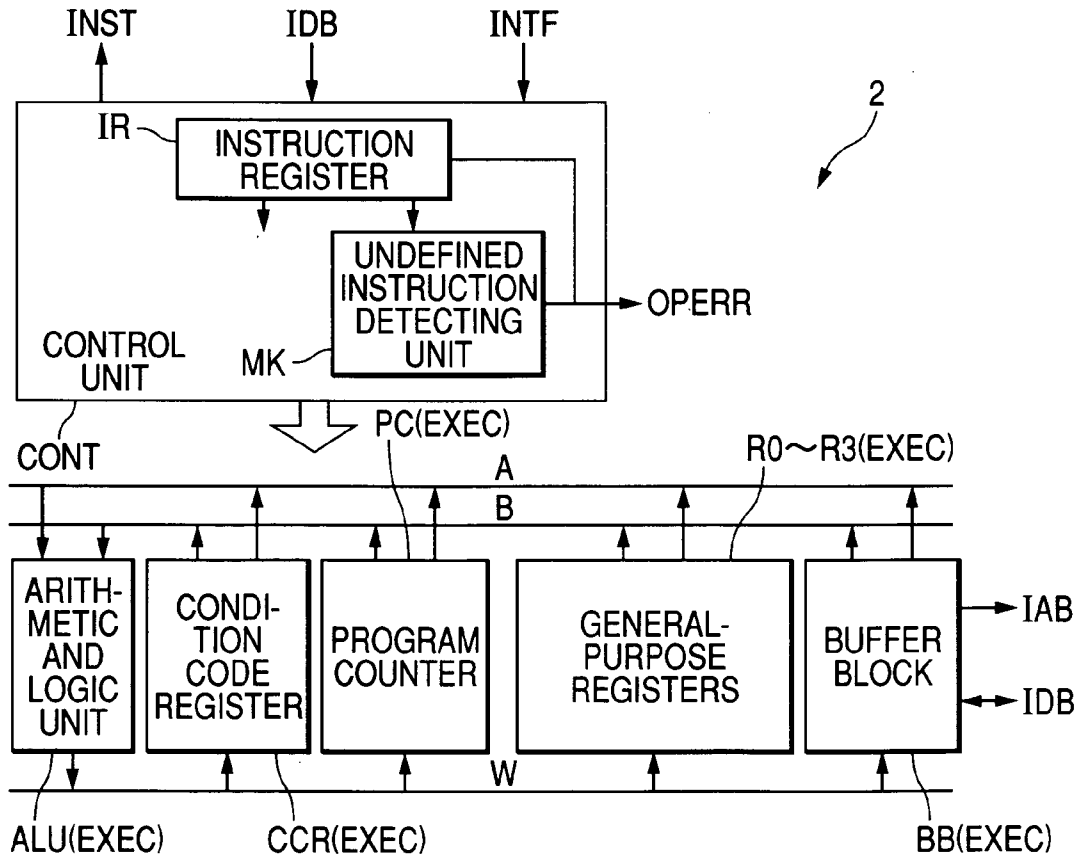 INST
IDB
INTF
2
IR
INSTRUCTION
REGISTER
UNDEFINED
INSTRUCTION
DETECTING
UNIT
OPERR
MK
CONTROL
UNIT
CONT
PC(EXEC)
R0～R3(EXEC)
A
B
ARITH-
METIC
AND
LOGIC
UNIT
CONDI-
TION
CODE
REGISTER
PROGRAM
COUNTER
GENERAL-
PURPOSE
REGISTERS
BUFFER
BLOCK
IAB
IDB
W
ALU(EXEC)
CCR(EXEC)
BB(EXEC)